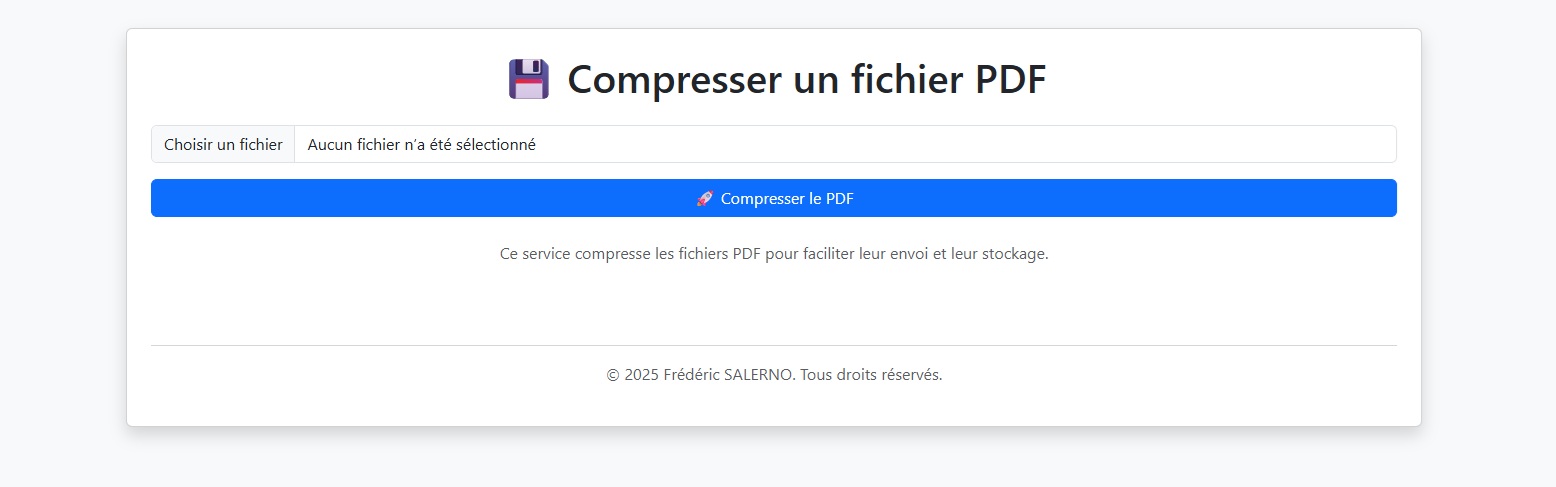 💾 Compresser un fichier PDF
Choisir un fichier Aucun fichier n’a été sélectionné
🚀 Compresser le PDF
Ce service compresse les fichiers PDF pour faciliter leur envoi et leur stockage.
© 2025 Frédéric SALERNO. Tous droits réservés.